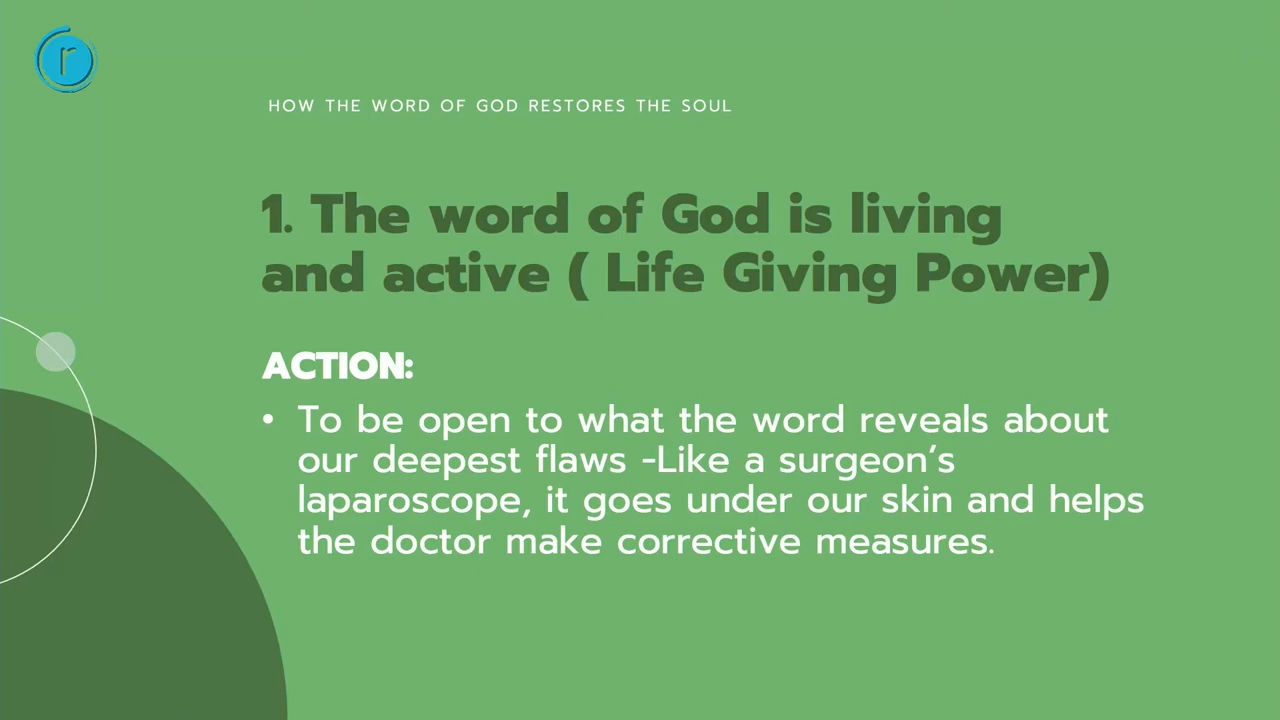 r
HOW THE WORD OF GOD RESTORES THE SOUL
1. The word of God is living
and active ( Life Giving Power)
ACTION:
• To be open to what the word reveals about
our deepest flaws -Like a surgeon’s
laparoscope, it goes under our skin and helps
the doctor make corrective measures.